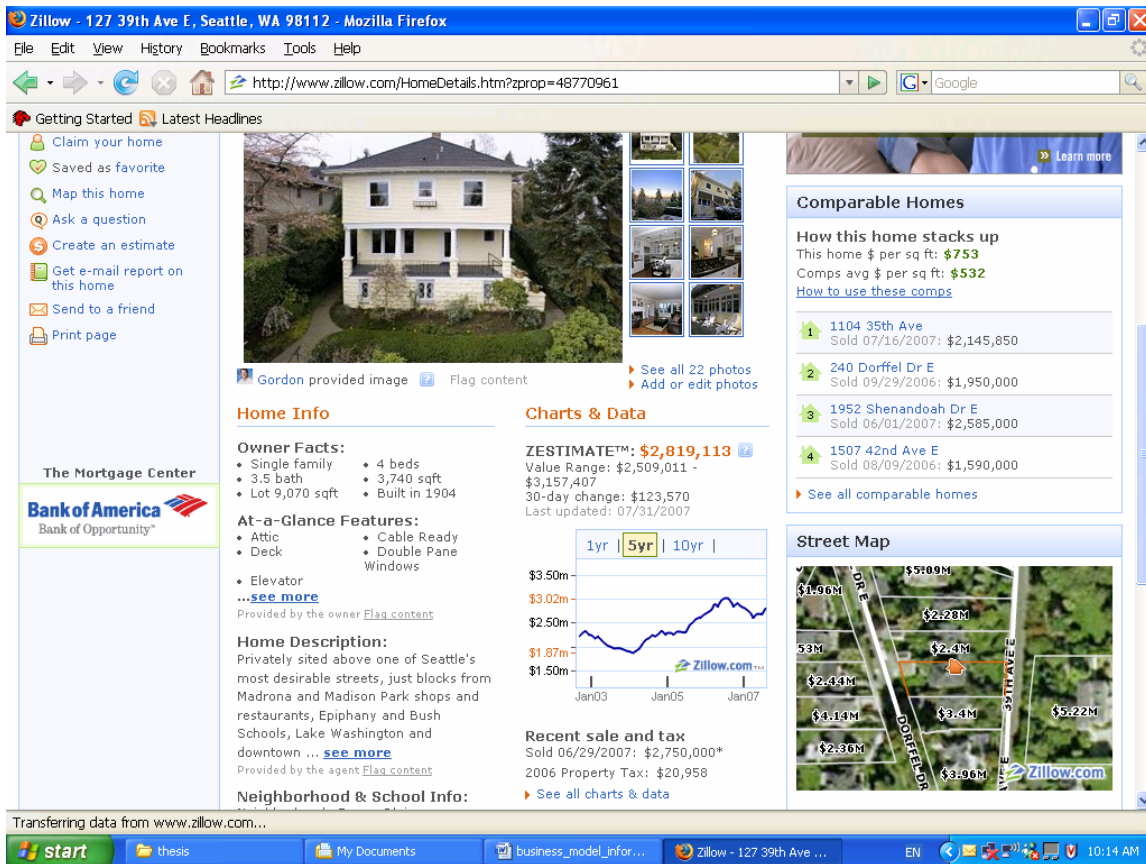 Zillow - 127 39th Ave E, Seattle, WA 98112 - Mozilla Firefox
File Edit View History Bookmarks Tools Help
http://www.zillow.com/HomeDetails.htm?zprop=48770961
G Google
Getting Started Latest Headlines
Claim your home
Saved as favorite
Map this home
Ask a question
Create an estimate
Get e-mail report on
this home
Send to a friend
Print page
The Mortgage Center
Bank of America
Bank of Opportunity™
See all 22 photos
Add or edit photos
Gordon provided image ? Flag content
Home Info
Owner Facts:
• Single family • 4 beds
• 3.5 bath • 3,740 sqft
• Lot 9,070 sqft • Built in 1904
At-a-Glance Features:
• Attic • Cable Ready
• Deck • Double Pane
Windows
• Elevator
...see more
Provided by the owner Flag content
Home Description:
Privately sited above one of Seattle's
most desirable streets, just blocks from
Madrona and Madison Park shops and
restaurants, Epiphany and Bush
Schools, Lake Washington and
downtown ... see more
Provided by the agent Flag content
Neighborhood & School Info:
Charts & Data
ZESTIMATE™: $2,819,113 ?
Value Range: $2,509,011 -
$3,157,407
30-day change: $123,570
Last updated: 07/31/2007
1yr | 5yr | 10yr |
$3.50m
$3.02m
$2.50m
$1.87m
$1.50m
Zillow.com™
Jan03 Jan05 Jan07
Recent sale and tax
Sold 06/29/2007: $2,750,000*
2006 Property Tax: $20,958
See all charts & data
Learn more
Comparable Homes
How this home stacks up
This home $ per sq ft: $753
Comps avg $ per sq ft: $532
How to use these comps
1 1104 35th Ave
Sold 07/16/2007: $2,145,850
2 240 Dorffel Dr E
Sold 09/29/2006: $1,950,000
3 1952 Shenandoah Dr E
Sold 06/01/2007: $2,585,000
4 1507 42nd Ave E
Sold 08/09/2006: $1,590,000
See all comparable homes
Street Map
$5.09M
$1.96M
DR E
$2.28M
53M
$2.4M
39TH AVE E
$2.44M
$4.14M
$3.4M
$5.22M
DORFFEL DR
$2.36M
$3.96M
AVE E
Zillow.com
Transferring data from www.zillow.com...
start thesis My Documents business_model_infor... Zillow - 127 39th Ave ... EN 10:14 AM